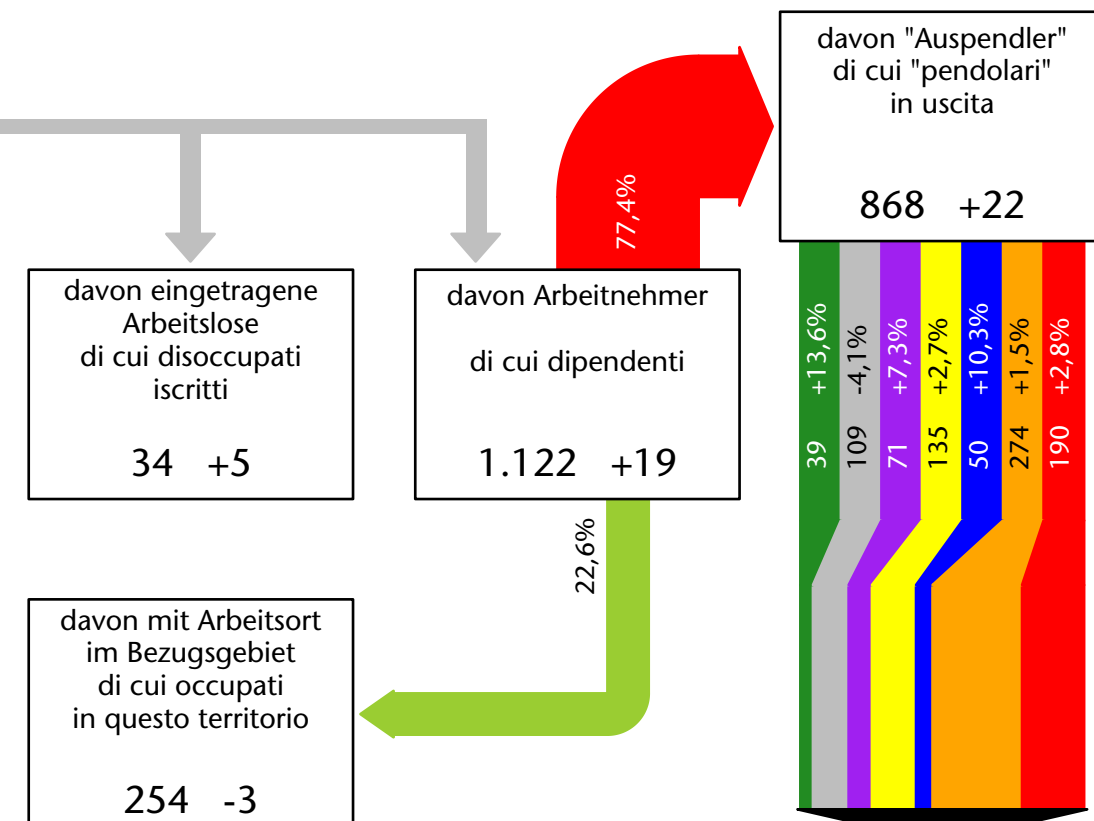 davon "Auspendler"
di cui "pendolari"
in uscita
868 +22
77,4%
davon eingetragene
Arbeitslose
di cui disoccupati
iscritti
34 +5
davon Arbeitnehmer
di cui dipendenti
1.122 +19
39 +13,6%
109 -4,1%
71 +7,3%
135 +2,7%
50 +10,3%
274 +1,5%
190 +2,8%
22,6%
davon mit Arbeitsort
im Bezugsgebiet
di cui occupati
in questo territorio
254 -3